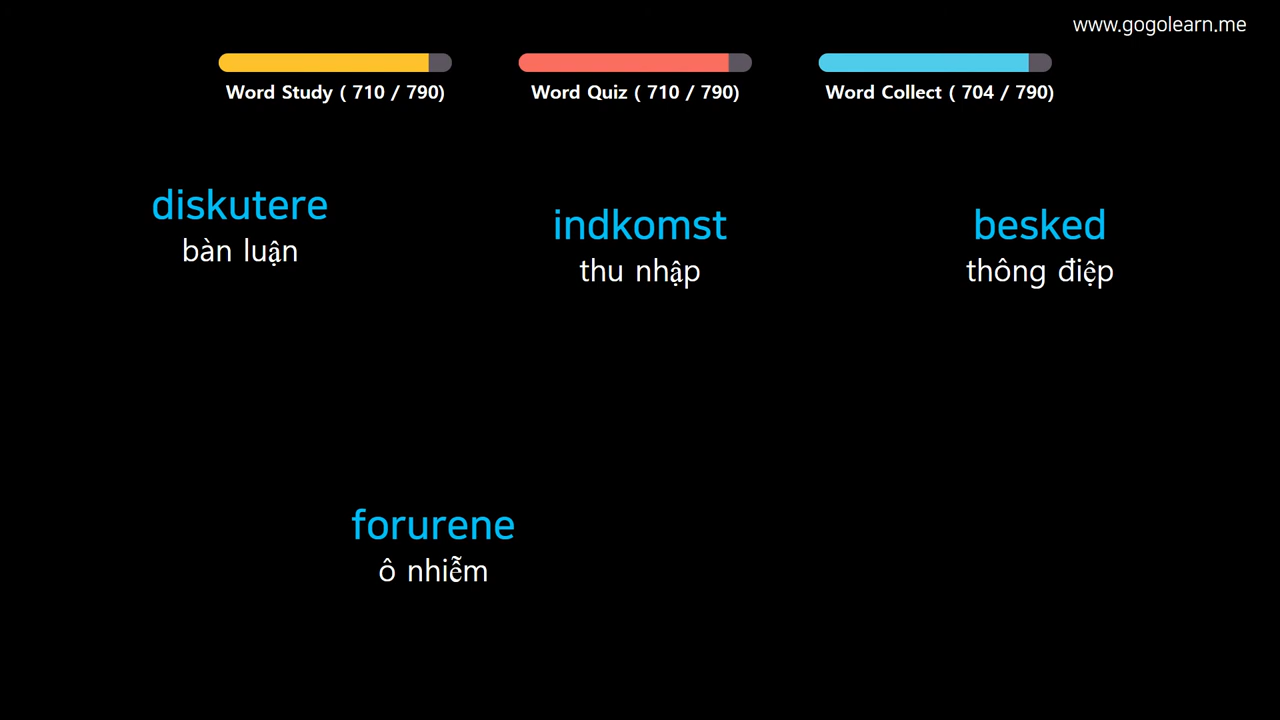 www.gogolearn.me
Word Study ( 710 / 790)
Word Quiz ( 710 / 790)
Word Collect ( 704 / 790)
diskutere
bàn luận
indkomst
thu nhập
besked
thông điệp
forurene
ô nhiễm